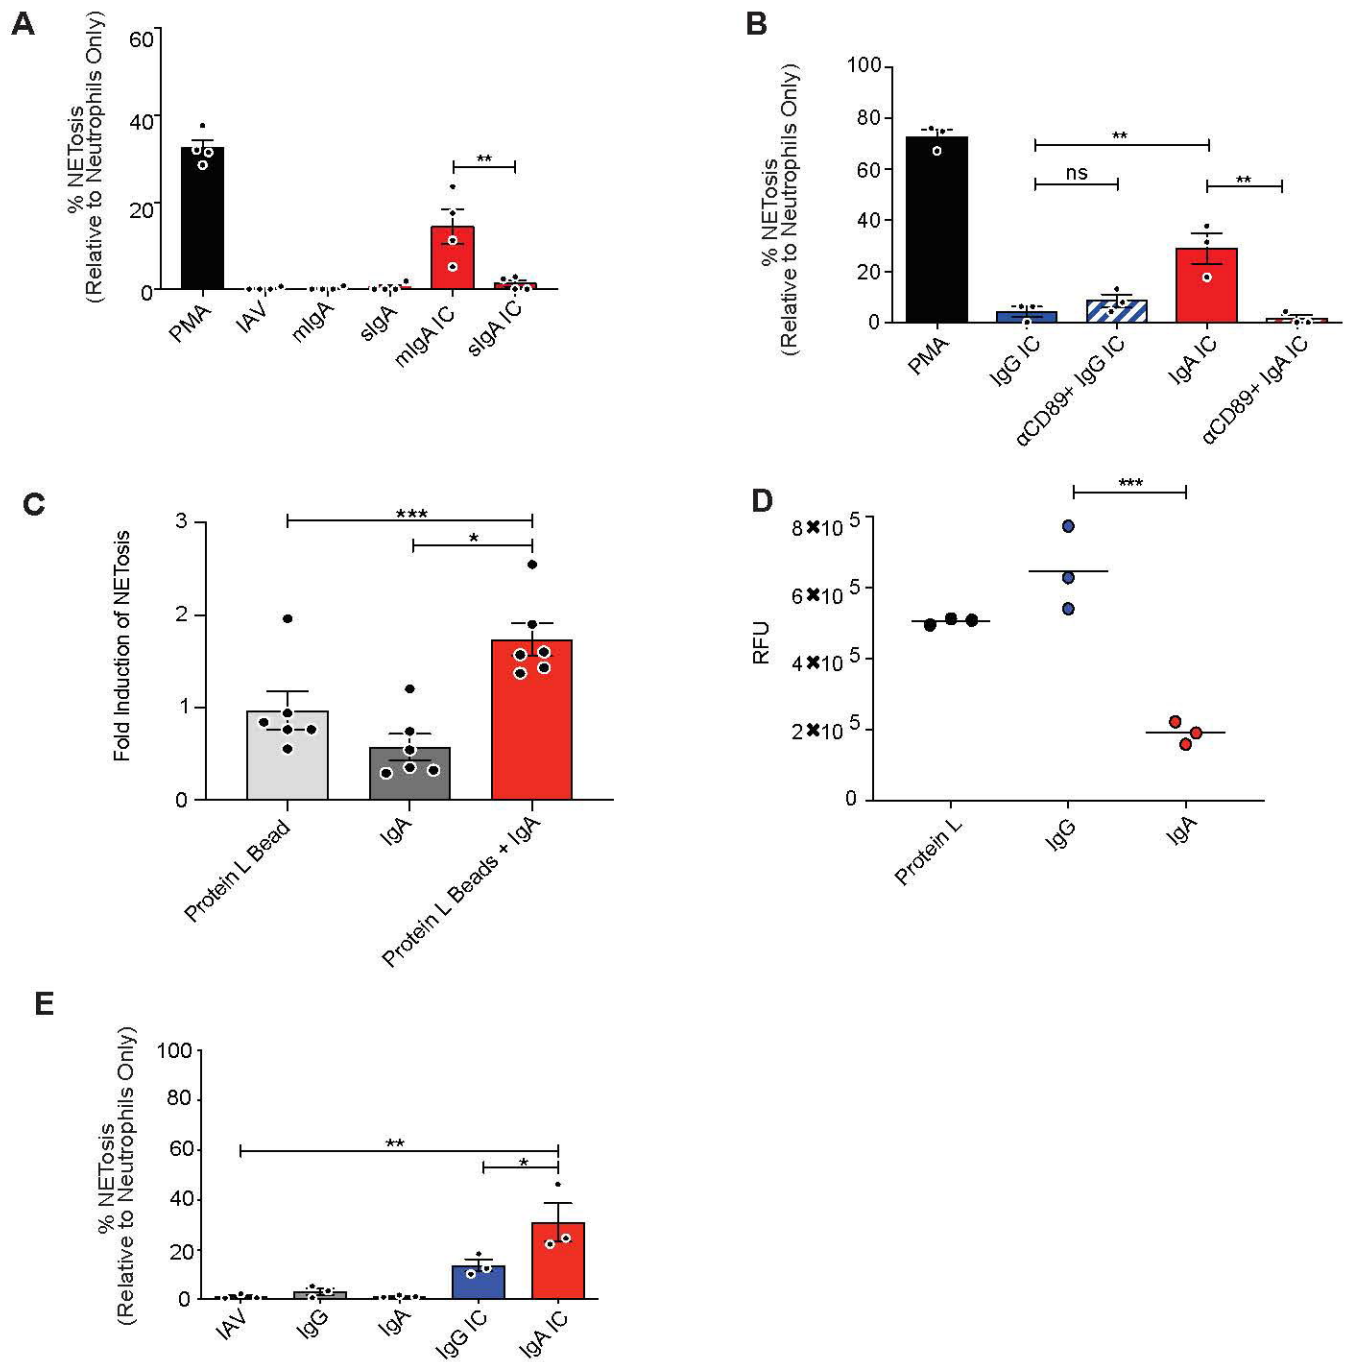 A
% NETosis
(Relative to Neutrophils Only)
60
40
20
0
**
PMA
IAV
mIgA
sIgA
mIgA IC
sIgA IC
B
% NETosis
(Relative to Neutrophils Only)
100
80
60
40
20
0
**
ns
**
PMA
IgG IC
αCD89+ IgG IC
IgA IC
αCD89+ IgA IC
C
Fold Induction of NETosis
3
2
1
0
***
*
Protein L Bead
IgA
Protein L Beads + IgA
D
RFU
8✖10 5
6✖10 5
4✖10 5
2✖10 5
0
***
Protein L
IgG
IgA
E
% NETosis
(Relative to Neutrophils Only)
100
80
60
40
20
0
**
*
IAV
IgG
IgA
IgG IC
IgA IC